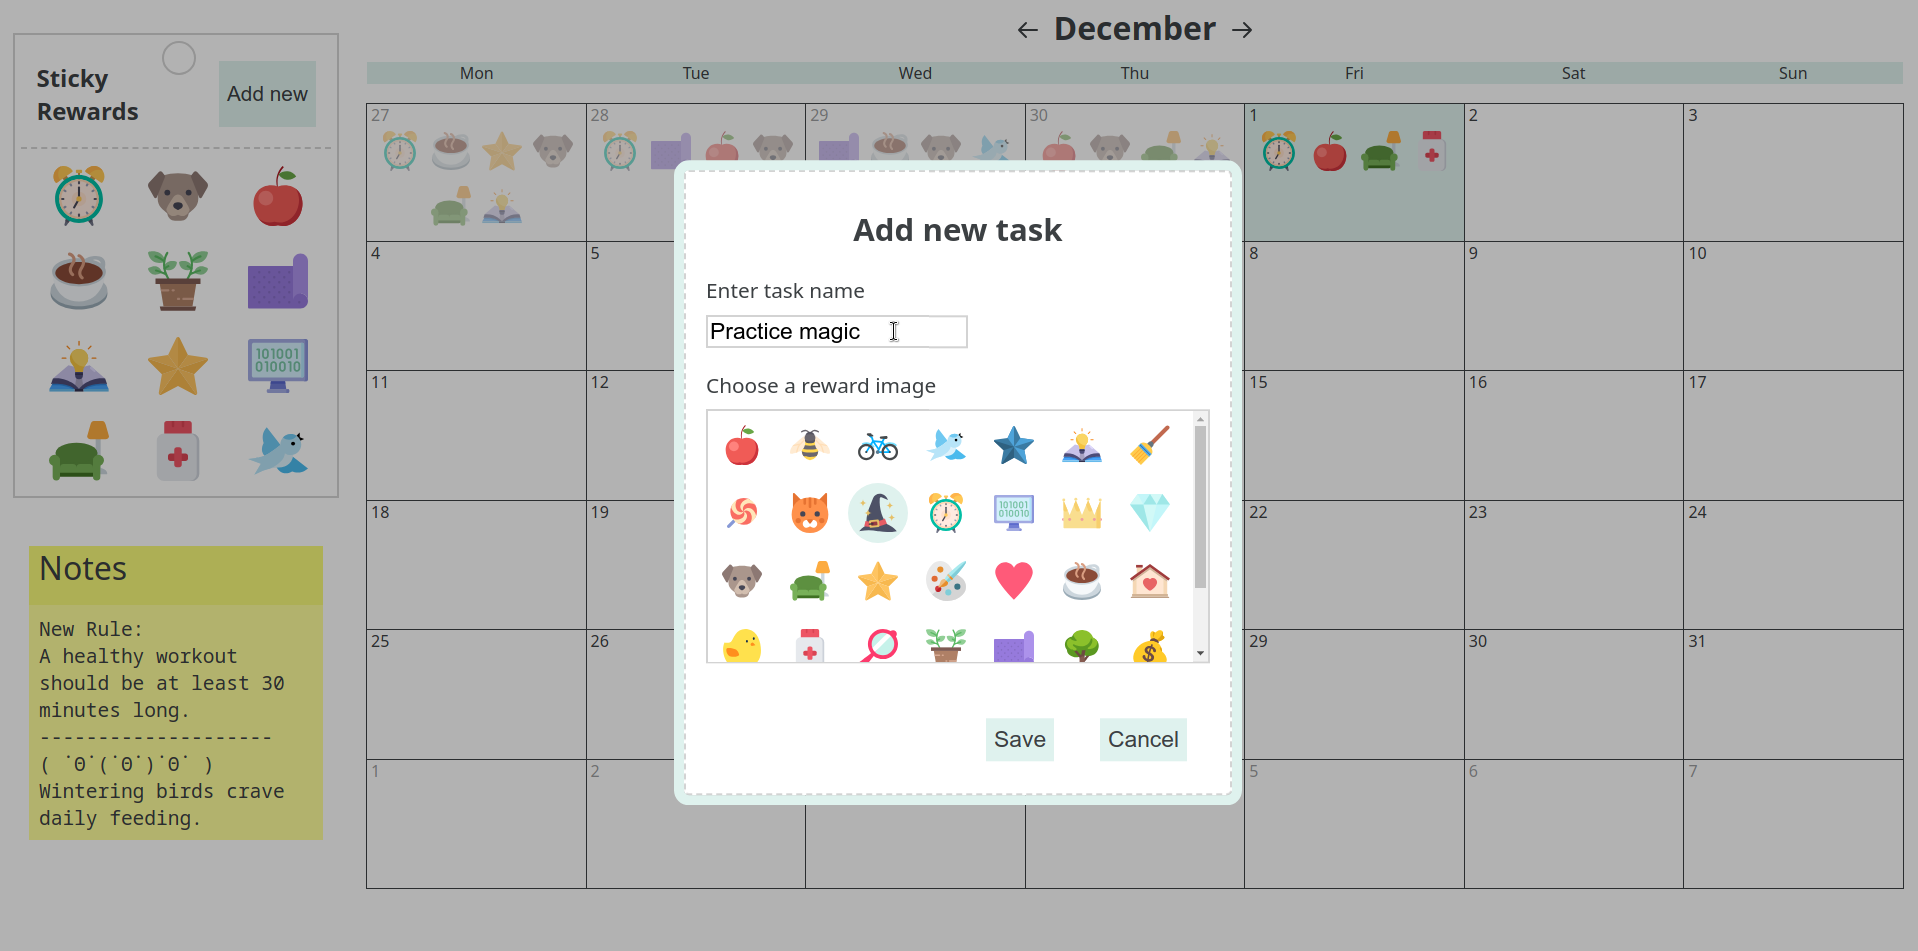 ← December →
Sticky
Rewards
Add new
Mon Tue Wed Thu Fri Sat Sun
27 28 29 30 1 2 3
4 5 8 9 10
11 12 15 16 17
18 19 22 23 24
25 26 29 30 31
1 2 5 6 7
101001
010010
Notes
New Rule:
A healthy workout
should be at least 30
minutes long.
--------------------
( ˙Θ˙(˙Θ˙)˙Θ˙ )
Wintering birds crave
daily feeding.
Add new task
Enter task name
Practice magic
Choose a reward image
101001
010010
$
Save Cancel